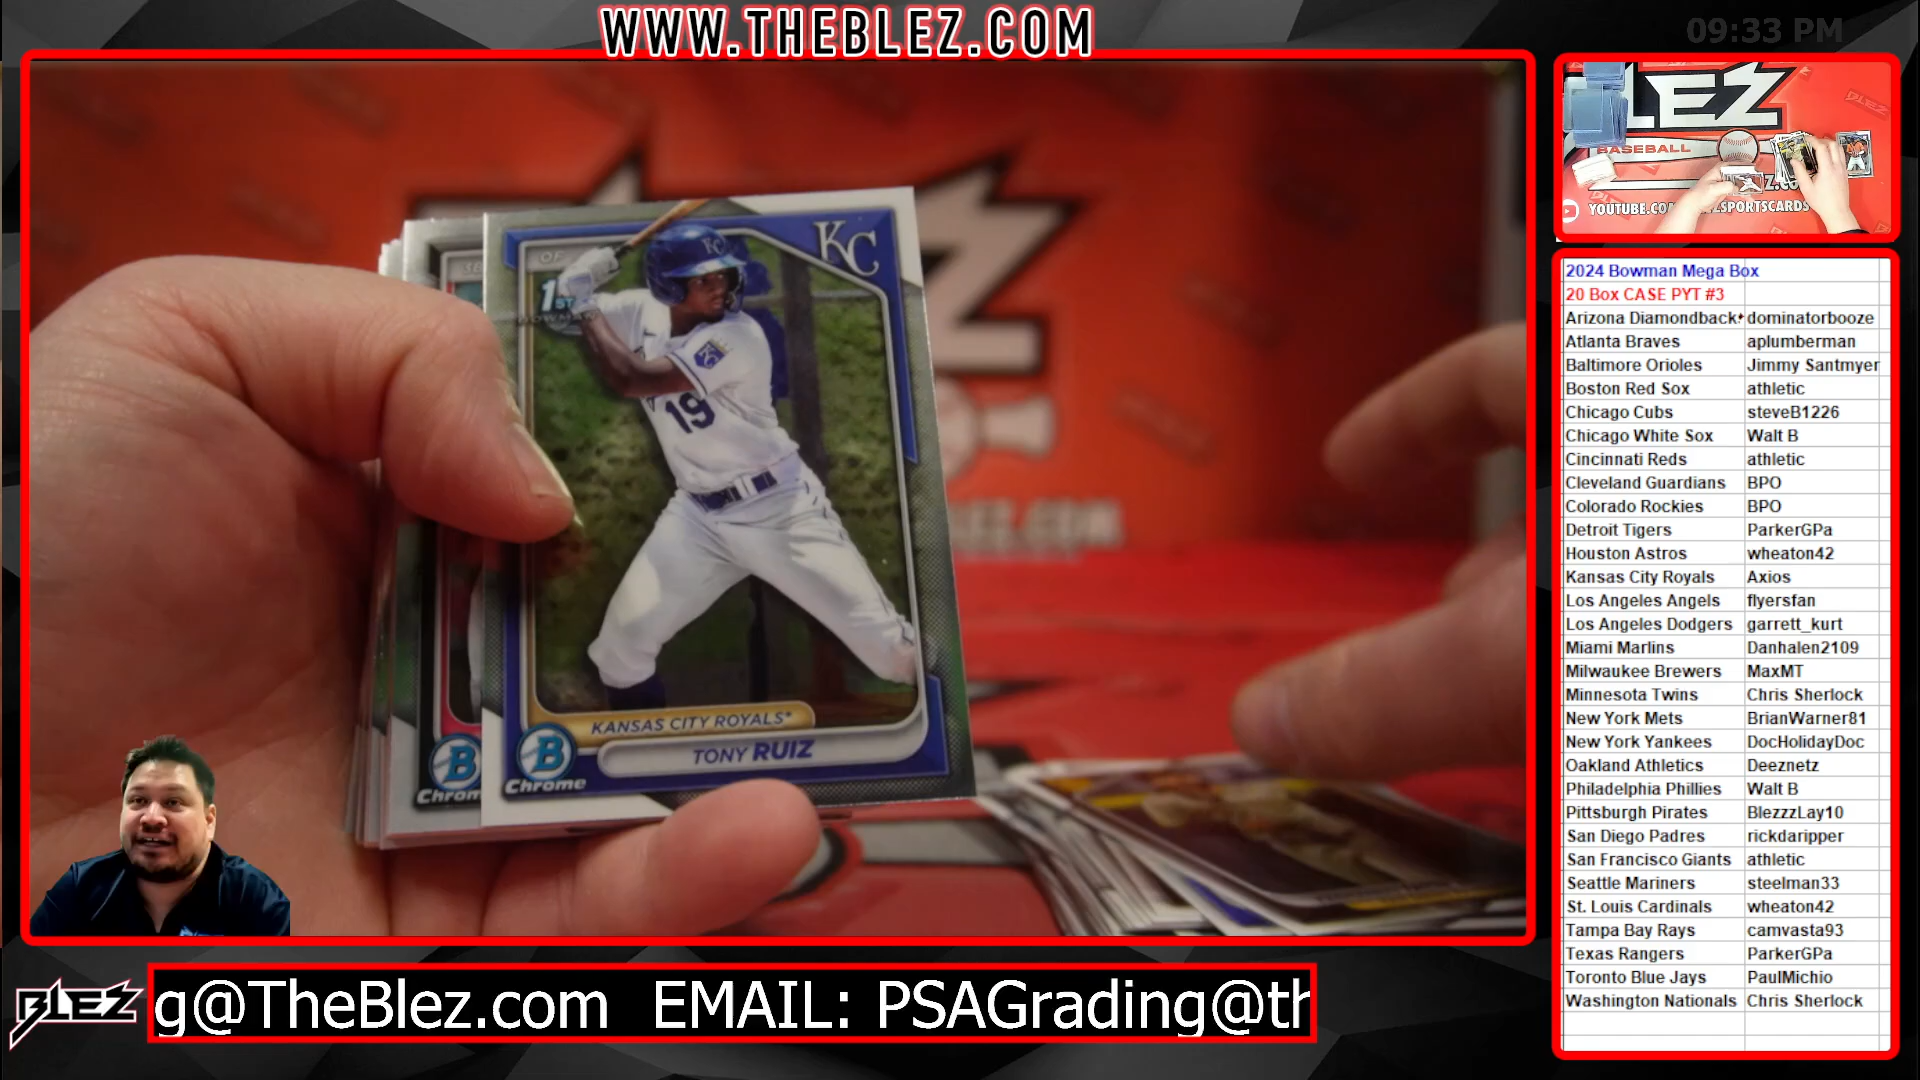 WWW.THEBLEZ.COM
09:33 PM
KC
OF
1ST
BOWMAN
KC
19
KANSAS CITY ROYALS*
TONY RUIZ
B
Chrome
B
Chrom
BLEZ
BASEBALL
2024 Bowman Mega Box
20 Box CASE PYT #3
Arizona Diamondback dominatorbooze
Atlanta Braves aplumberman
Baltimore Orioles Jimmy Santmyer
Boston Red Sox athletic
Chicago Cubs steveB1226
Chicago White Sox Walt B
Cincinnati Reds athletic
Cleveland Guardians BPO
Colorado Rockies BPO
Detroit Tigers ParkerGPa
Houston Astros wheaton42
Kansas City Royals Axios
Los Angeles Angels flyersfan
Los Angeles Dodgers garrett_kurt
Miami Marlins Danhalen2109
Milwaukee Brewers MaxMT
Minnesota Twins Chris Sherlock
New York Mets BrianWarner81
New York Yankees DocHolidayDoc
Oakland Athletics Deeznetz
Philadelphia Phillies Walt B
Pittsburgh Pirates BlezzzLay10
San Diego Padres rickdaripper
San Francisco Giants athletic
Seattle Mariners steelman33
St. Louis Cardinals wheaton42
Tampa Bay Rays camvasta93
Texas Rangers ParkerGPa
Toronto Blue Jays PaulMichio
Washington Nationals Chris Sherlock
BLEZ
g@TheBlez.com EMAIL: PSAGrading@th